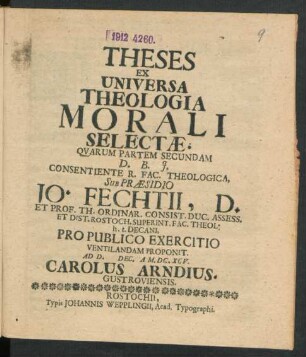 1912 4260.
9
THESES
EX
UNIVERSA
THEOLOGIA
MORALI
SELECTÆ.
QVARUM PARTEM SECUNDAM
D. B. J.
CONSENTIENTE R. FAC. THEOLOGICA,
Sub PRÆSIDIO
JO. FECHTII, D.
ET PROF. TH. ORDINAR. CONSIST. DUC. ASSESS.
ET DIST. ROSTOCH. SUPERINT. FAC. THEOL.
h. t. DECANI,
PRO PUBLICO EXERCITIO
VENTILANDAM PROPONIT.
AD D. DEC. A M. DC. XCV.
CAROLUS ARNDIUS.
GUSTROVIENSIS.
ROSTOCHII,
Typis JOHANNIS WEPPLINGII, Acad. Typographi.